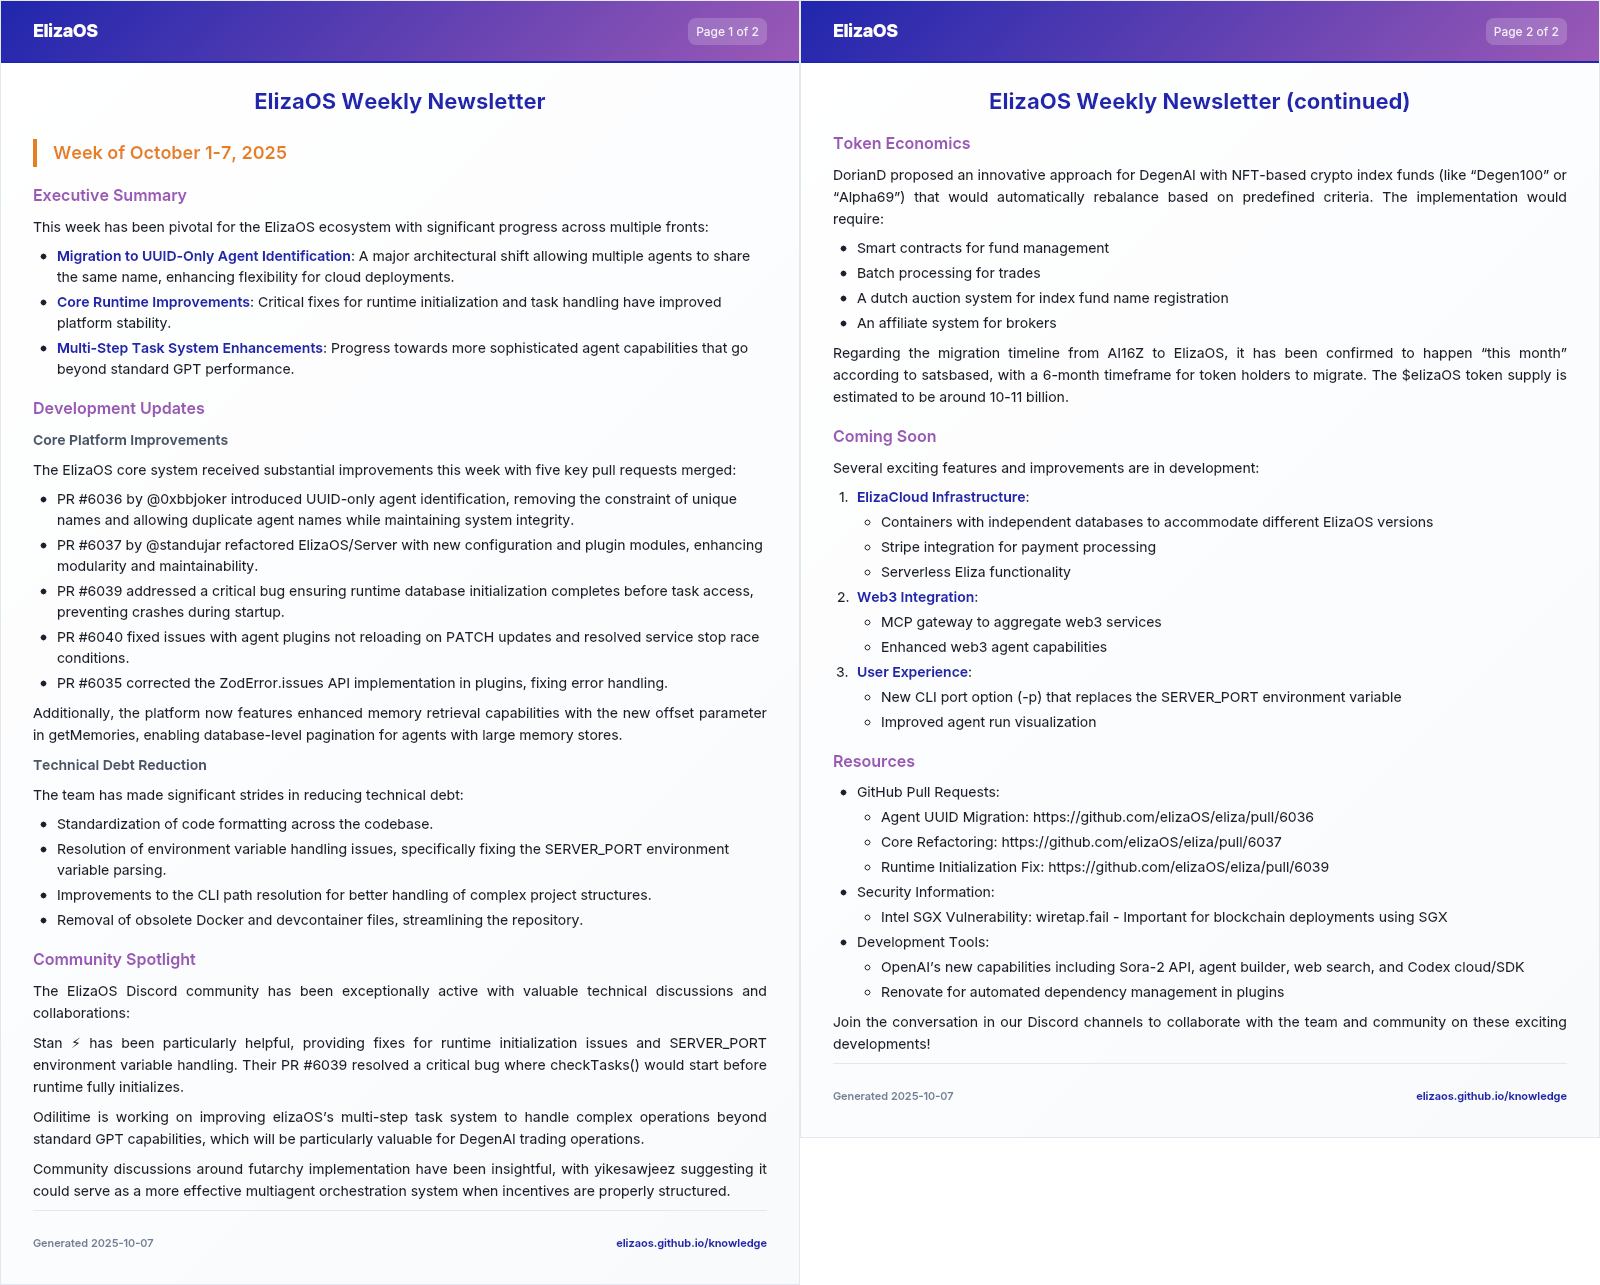 ElizaOS
Page 1 of 2
ElizaOS Weekly Newsletter
Week of October 1-7, 2025
Executive Summary
This week has been pivotal for the ElizaOS ecosystem with significant progress across multiple fronts:
• Migration to UUID-Only Agent Identification: A major architectural shift allowing multiple agents to share
the same name, enhancing flexibility for cloud deployments.
• Core Runtime Improvements: Critical fixes for runtime initialization and task handling have improved
platform stability.
• Multi-Step Task System Enhancements: Progress towards more sophisticated agent capabilities that go
beyond standard GPT performance.
Development Updates
Core Platform Improvements
The ElizaOS core system received substantial improvements this week with five key pull requests merged:
• PR #6036 by @0xbbjoker introduced UUID-only agent identification, removing the constraint of unique
names and allowing duplicate agent names while maintaining system integrity.
• PR #6037 by @standujar refactored ElizaOS/Server with new configuration and plugin modules, enhancing
modularity and maintainability.
• PR #6039 addressed a critical bug ensuring runtime database initialization completes before task access,
preventing crashes during startup.
• PR #6040 fixed issues with agent plugins not reloading on PATCH updates and resolved service stop race
conditions.
• PR #6035 corrected the ZodError.issues API implementation in plugins, fixing error handling.
Additionally, the platform now features enhanced memory retrieval capabilities with the new offset parameter
in getMemories, enabling database-level pagination for agents with large memory stores.
Technical Debt Reduction
The team has made significant strides in reducing technical debt:
• Standardization of code formatting across the codebase.
• Resolution of environment variable handling issues, specifically fixing the SERVER_PORT environment
variable parsing.
• Improvements to the CLI path resolution for better handling of complex project structures.
• Removal of obsolete Docker and devcontainer files, streamlining the repository.
Community Spotlight
The ElizaOS Discord community has been exceptionally active with valuable technical discussions and
collaborations:
Stan ⚡ has been particularly helpful, providing fixes for runtime initialization issues and SERVER_PORT
environment variable handling. Their PR #6039 resolved a critical bug where checkTasks() would start before
runtime fully initializes.
Odilitime is working on improving elizaOS’s multi-step task system to handle complex operations beyond
standard GPT capabilities, which will be particularly valuable for DegenAI trading operations.
Community discussions around futarchy implementation have been insightful, with yikesawjeez suggesting it
could serve as a more effective multiagent orchestration system when incentives are properly structured.
Generated 2025-10-07
elizaos.github.io/knowledge
ElizaOS
Page 2 of 2
ElizaOS Weekly Newsletter (continued)
Token Economics
DorianD proposed an innovative approach for DegenAI with NFT-based crypto index funds (like “Degen100” or
“Alpha69”) that would automatically rebalance based on predefined criteria. The implementation would
require:
• Smart contracts for fund management
• Batch processing for trades
• A dutch auction system for index fund name registration
• An affiliate system for brokers
Regarding the migration timeline from AI16Z to ElizaOS, it has been confirmed to happen “this month”
according to satsbased, with a 6-month timeframe for token holders to migrate. The $elizaOS token supply is
estimated to be around 10-11 billion.
Coming Soon
Several exciting features and improvements are in development:
1. ElizaCloud Infrastructure:
◦ Containers with independent databases to accommodate different ElizaOS versions
◦ Stripe integration for payment processing
◦ Serverless Eliza functionality
2. Web3 Integration:
◦ MCP gateway to aggregate web3 services
◦ Enhanced web3 agent capabilities
3. User Experience:
◦ New CLI port option (-p) that replaces the SERVER_PORT environment variable
◦ Improved agent run visualization
Resources
• GitHub Pull Requests:
◦ Agent UUID Migration: https://github.com/elizaOS/eliza/pull/6036
◦ Core Refactoring: https://github.com/elizaOS/eliza/pull/6037
◦ Runtime Initialization Fix: https://github.com/elizaOS/eliza/pull/6039
• Security Information:
◦ Intel SGX Vulnerability: wiretap.fail - Important for blockchain deployments using SGX
• Development Tools:
◦ OpenAI’s new capabilities including Sora-2 API, agent builder, web search, and Codex cloud/SDK
◦ Renovate for automated dependency management in plugins
Join the conversation in our Discord channels to collaborate with the team and community on these exciting
developments!
Generated 2025-10-07
elizaos.github.io/knowledge